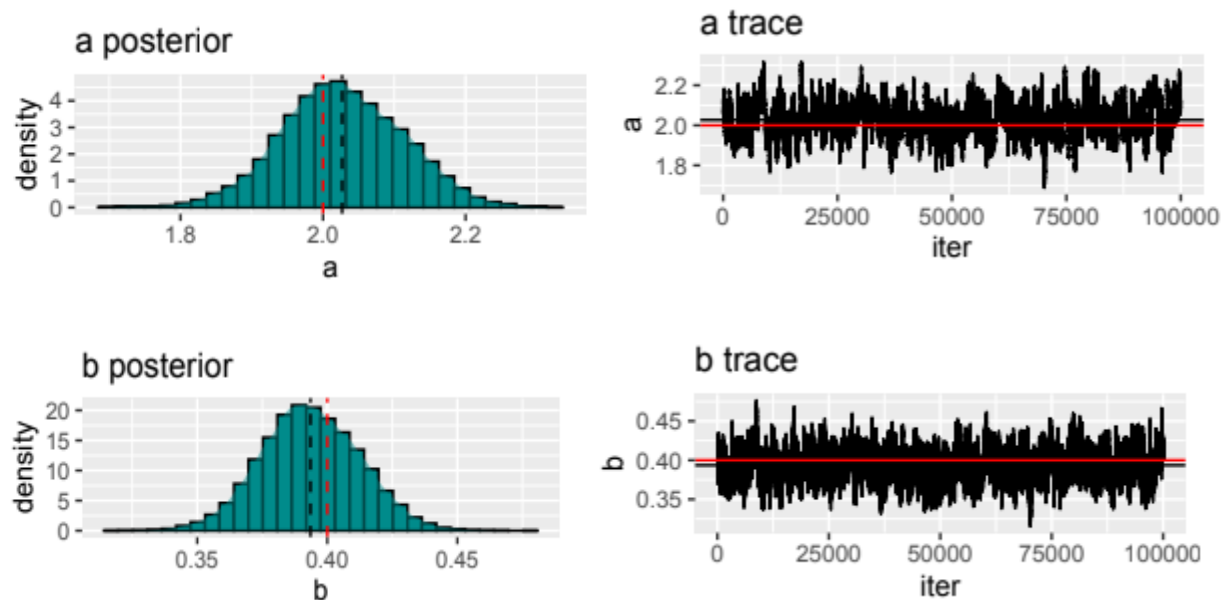 a posterior
density
4
3
2
1
0
1.8 2.0 2.2
a
a trace
a
2.2
2.0
1.8
0 25000 50000 75000 100000
iter
b posterior
density
20
15
10
5
0
0.35 0.40 0.45
b
b trace
b
0.45
0.40
0.35
0 25000 50000 75000 100000
iter